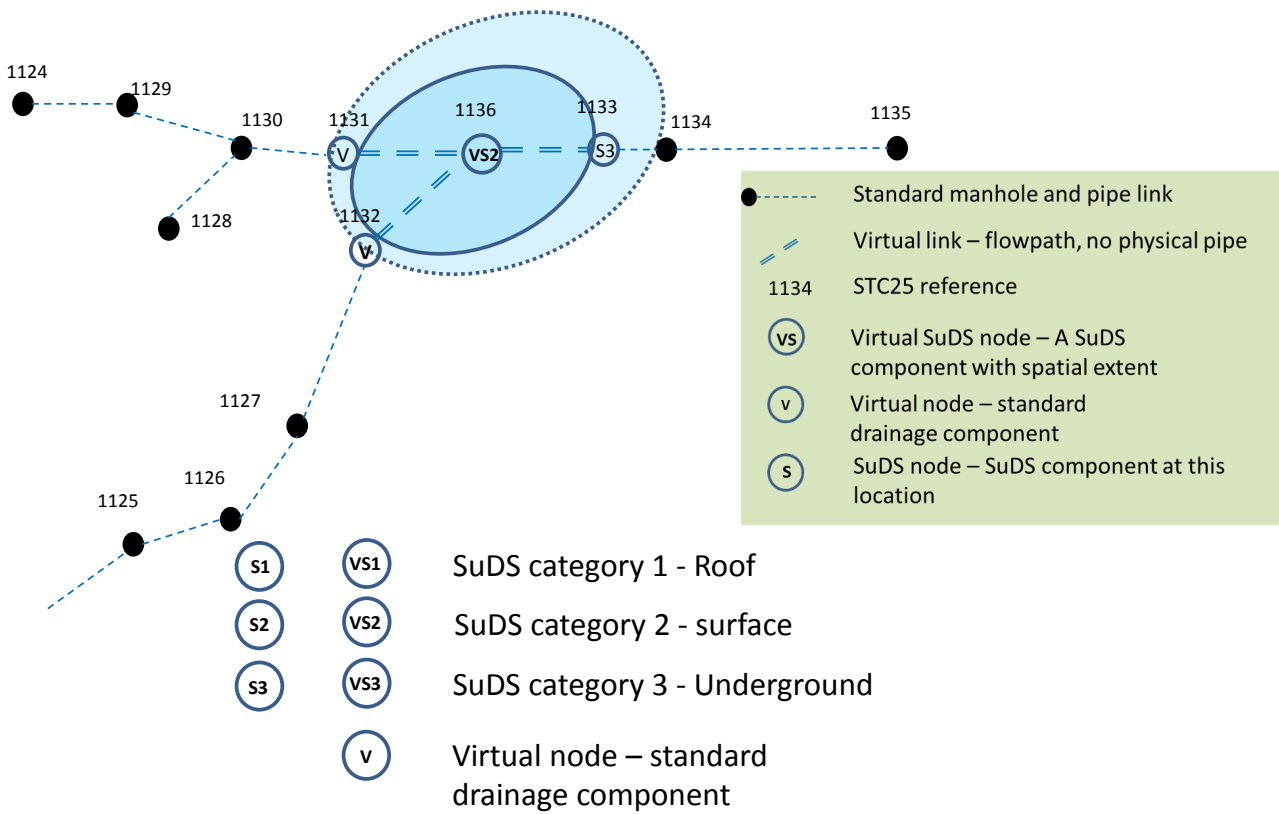 1124
1129
1130
1131
1136
1133
1134
1135
V
VS2
S3
1128
1132
V
1127
1126
1125
Standard manhole and pipe link
Virtual link – flowpath, no physical pipe
1134 STC25 reference
VS Virtual SuDS node – A SuDS
component with spatial extent
V Virtual node – standard
drainage component
S SuDS node – SuDS component at this
location
S1 VS1 SuDS category 1 - Roof
S2 VS2 SuDS category 2 - surface
S3 VS3 SuDS category 3 - Underground
V Virtual node – standard
drainage component